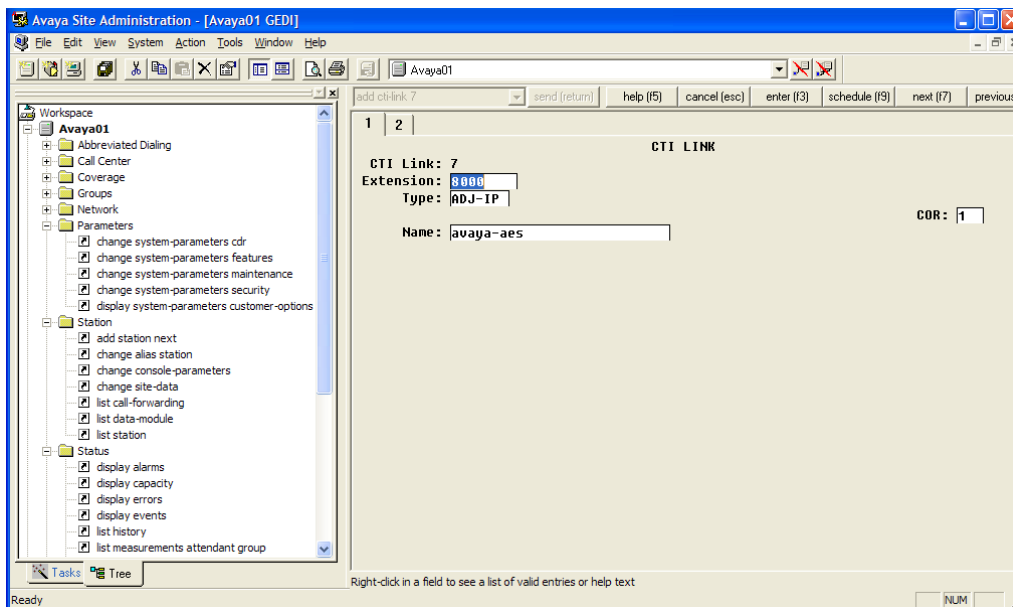 Avaya Site Administration - [Avaya01 GEDI]
File Edit View System Action Tools Window Help
Avaya01
add cti-link 7 send (return) help (f5) cancel (esc) enter (f3) schedule (f9) next (f7) previous
Workspace
Avaya01
Abbreviated Dialing
Call Center
Coverage
Groups
Network
Parameters
change system-parameters cdr
change system-parameters features
change system-parameters maintenance
change system-parameters security
display system-parameters customer-options
Station
add station next
change alias station
change console-parameters
change site-data
list call-forwarding
list data-module
list station
Status
display alarms
display capacity
display errors
display events
list history
list measurements attendant group
Tasks Tree
1 2
CTI LINK
CTI Link: 7
Extension: 8000
Type: ADJ-IP
COR: 1
Name: avaya-aes
Right-click in a field to see a list of valid entries or help text
Ready NUM